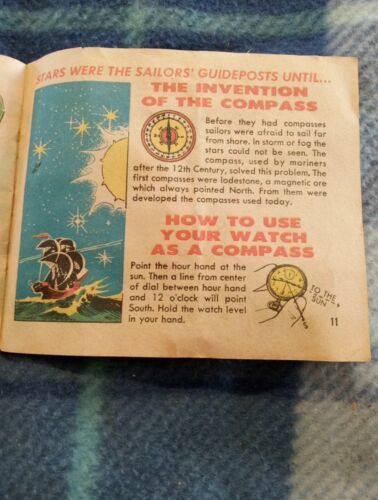 STARS WERE THE SAILORS' GUIDEPOSTS UNTIL...
THE INVENTION
OF THE COMPASS
Before they had compasses
sailors were afraid to sail far
from shore. In storm or fog the
stars could not be seen. The
compass, used by mariners
after the 12th Century, solved this problem. The
first compasses were lodestone, a magnetic ore
which always pointed North. From them were
developed the compasses used today.
HOW TO USE
YOUR WATCH
AS A COMPASS
Point the hour hand at the
sun. Then a line from center
of dial between hour hand
and 12 o'clock will point
South. Hold the watch level
in your hand.
TO THE
SUN
S
11